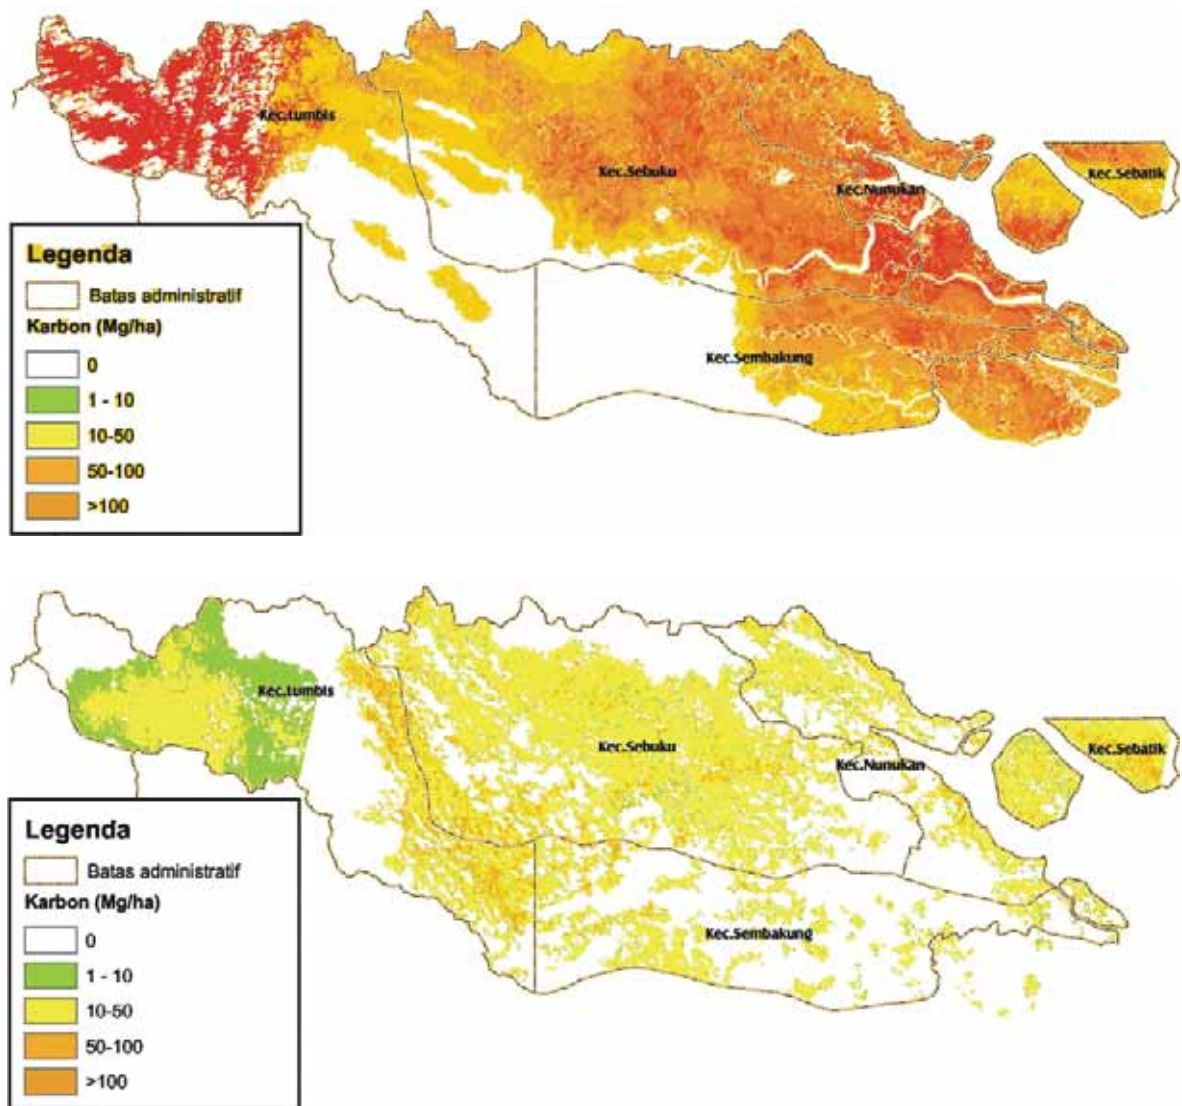 Kec.Lumbis
Kec.Sebuku
Kec.Nunukan
Kec.Sebatik
Kec.Sembakung
Legenda
Batas administratif
Karbon (Mg/ha)
0
1 - 10
10-50
50-100
>100
Kec.Lumbis
Kec.Sebuku
Kec.Nunukan
Kec.Sebatik
Kec.Sembakung
Legenda
Batas administratif
Karbon (Mg/ha)
0
1 - 10
10-50
50-100
>100